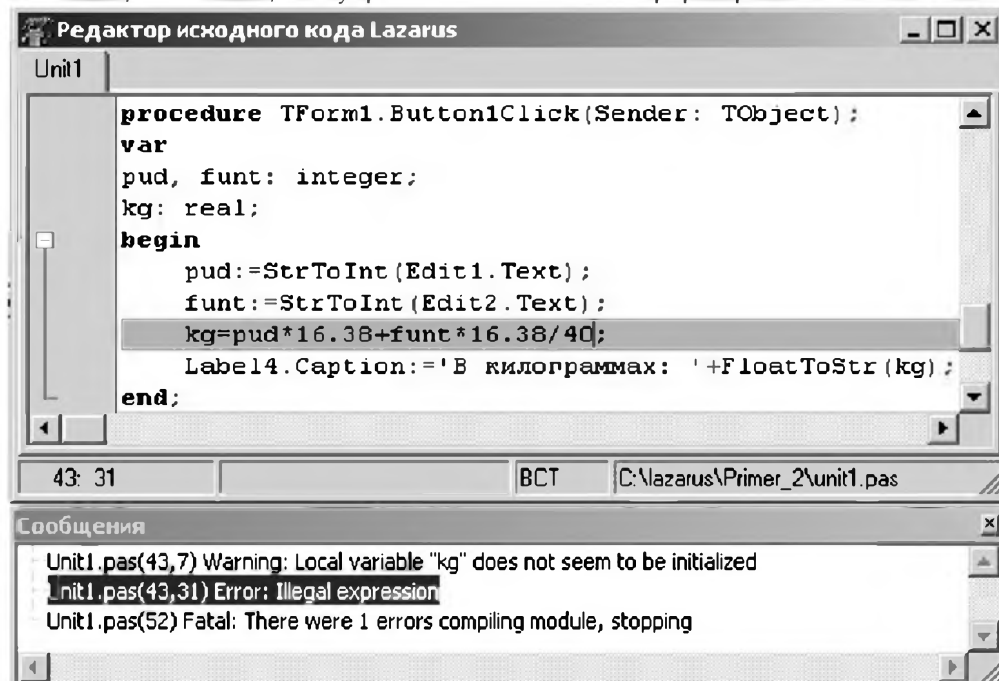 Редактор исходного кода Lazarus
Unit1
procedure TForm1.Button1Click(Sender: TObject);
var
pud, funt: integer;
kg: real;
begin
pud:=StrToInt(Edit1.Text);
funt:=StrToInt(Edit2.Text);
kg=pud*16.38+funt*16.38/40;
Label4.Caption:='В килограммах: '+FloatToStr(kg);
end;
43: 31 ВСТ C:\lazarus\Primer_2\unit1.pas
Сообщения
Unit1.pas(43,7) Warning: Local variable "kg" does not seem to be initialized
Unit1.pas(43,31) Error: Illegal expression
Unit1.pas(52) Fatal: There were 1 errors compiling module, stopping